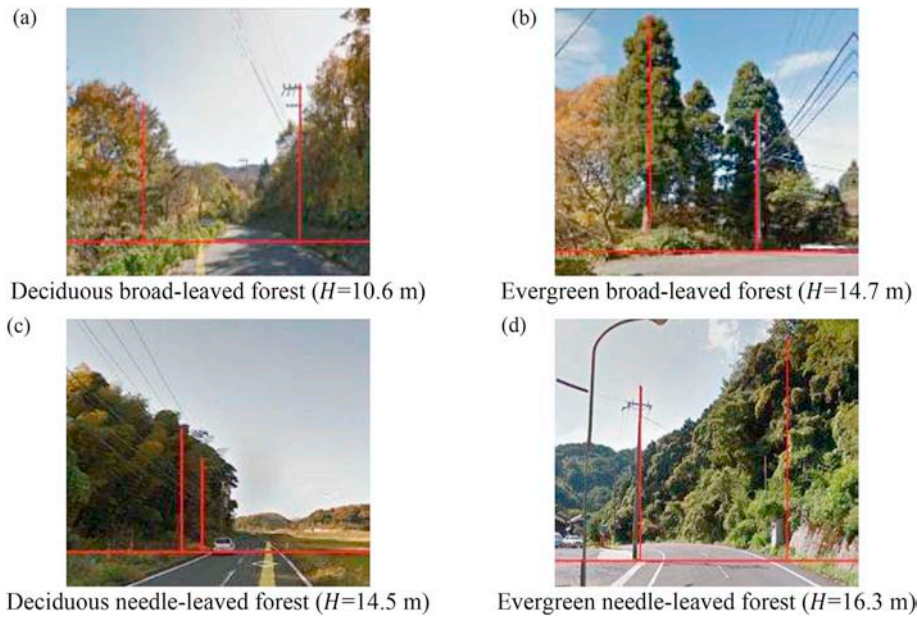 (a)
(b)
Deciduous broad-leaved forest (H=10.6 m)
Evergreen broad-leaved forest (H=14.7 m)
(c)
(d)
Deciduous needle-leaved forest (H=14.5 m)
Evergreen needle-leaved forest (H=16.3 m)